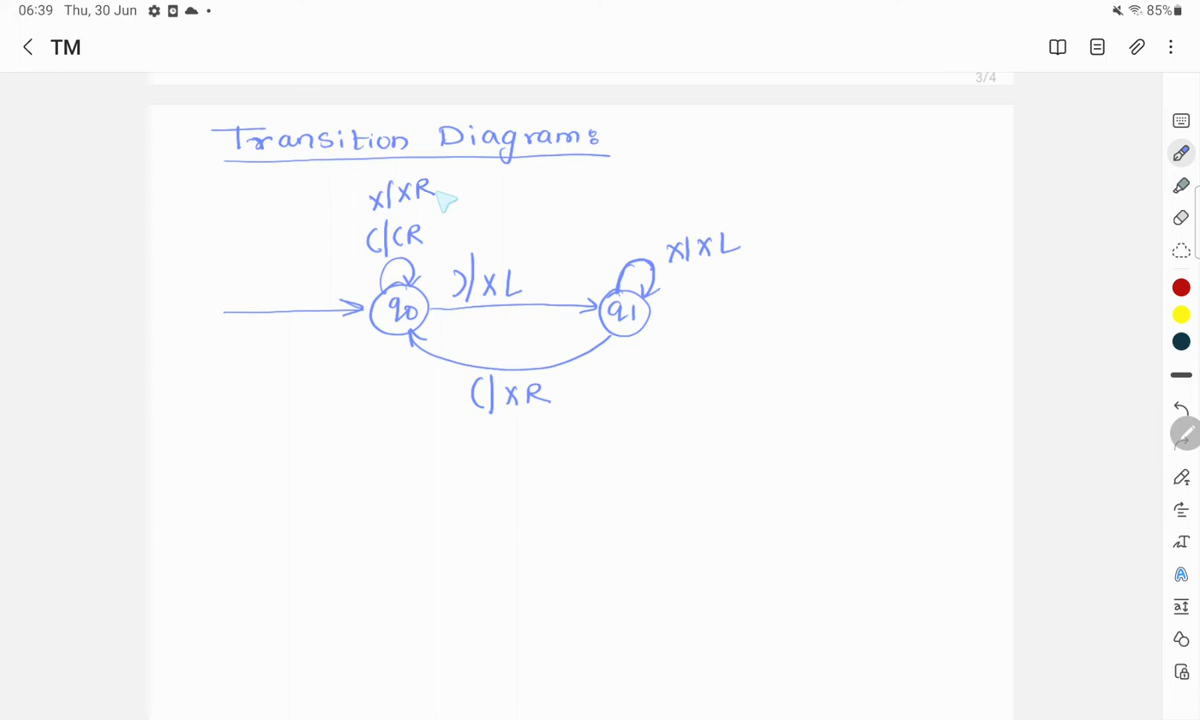 06:39 Thu, 30 Jun 85%
TM
3/4
Transition Diagram:
x/xR
(/(R
)/xL
x/xL
q0
q1
(/xR